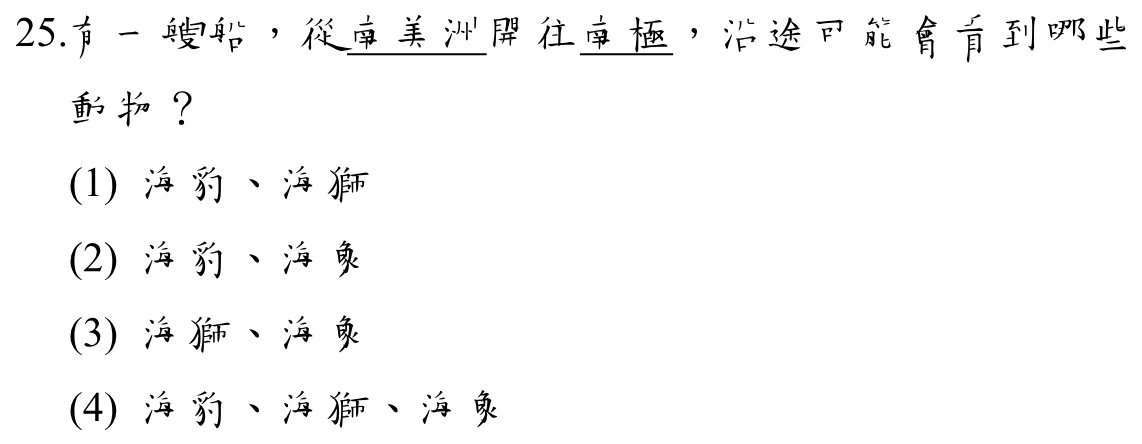 25.有一艘船，從南美洲開往南極，沿途可能會看到哪些
動物？
(1) 海豹、海獅
(2) 海豹、海象
(3) 海獅、海象
(4) 海豹、海獅、海象